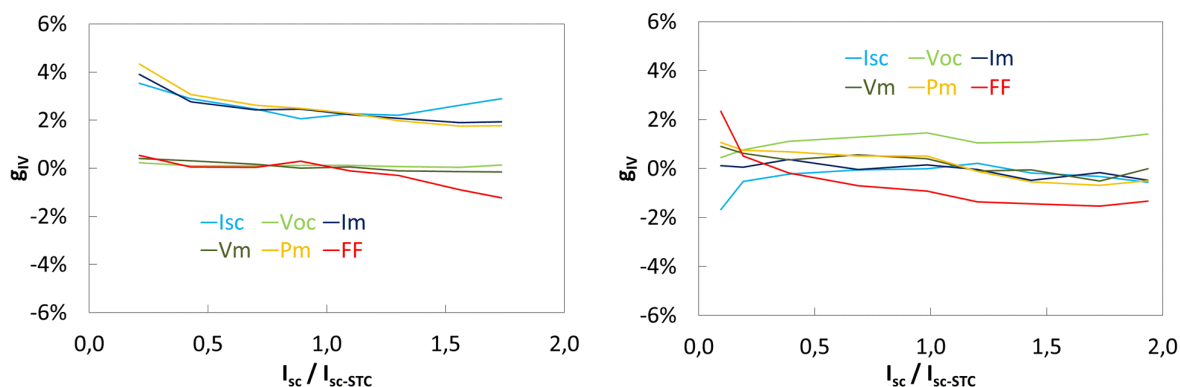 6%
4%
2%
0%
-2%
-4%
-6%
gIV
Isc Voc Im
Vm Pm FF
0,0 0,5 1,0 1,5 2,0
Isc / Isc-STC
6%
4%
2%
0%
-2%
-4%
-6%
gIV
Isc Voc Im
Vm Pm FF
0,0 0,5 1,0 1,5 2,0
Isc / Isc-STC